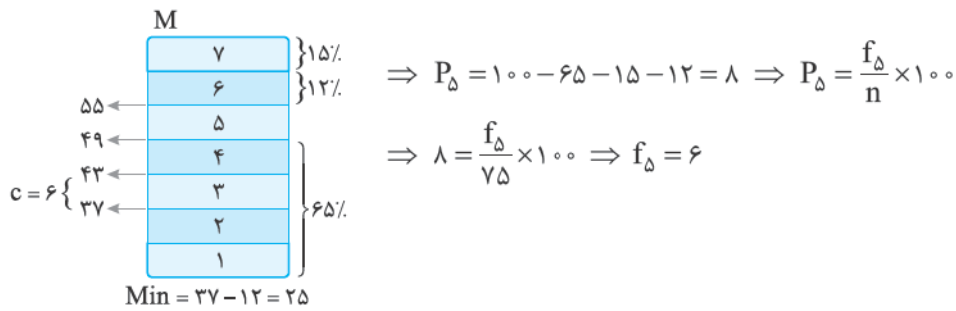 M
۷ }۱۵٪
۶ }۱۲٪
۵۵
۵
۴۹
۴
۴۳
c = ۶ {
۳
۳۷
۶۵٪
۲
۱
Min = ۳۷ − ۱۲ = ۲۵
⇒ P۵ = ۱۰۰ − ۶۵ − ۱۵ − ۱۲ = ۸ ⇒ P۵ = f۵/n × ۱۰۰
⇒ ۸ = f۵/۷۵ × ۱۰۰ ⇒ f۵ = ۶